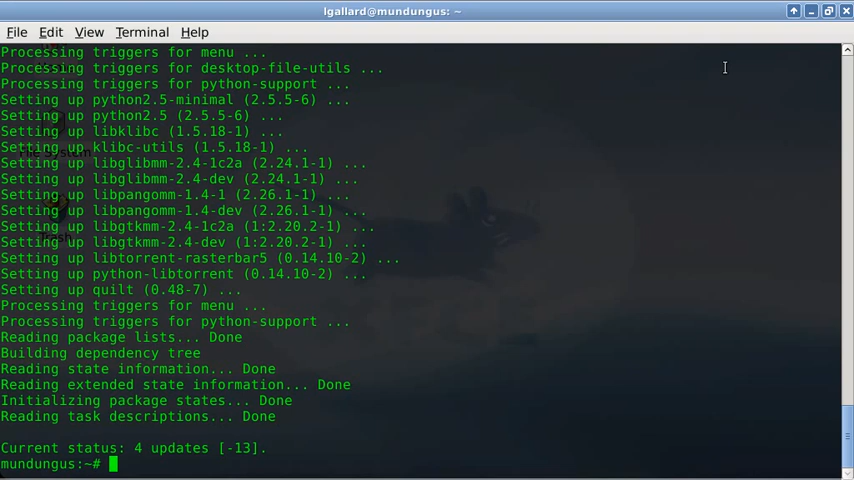 lgallard@mundungus: ~
File Edit View Terminal Help
Processing triggers for menu ...
Processing triggers for desktop-file-utils ...
Processing triggers for python-support ...
Setting up python2.5-minimal (2.5.5-6) ...
Setting up python2.5 (2.5.5-6) ...
Setting up libklibc (1.5.18-1) ...
Setting up klibc-utils (1.5.18-1) ...
Setting up libglibmm-2.4-1c2a (2.24.1-1) ...
Setting up libglibmm-2.4-dev (2.24.1-1) ...
Setting up libpangomm-1.4-1 (2.26.1-1) ...
Setting up libpangomm-1.4-dev (2.26.1-1) ...
Setting up libgtkmm-2.4-1c2a (1:2.20.2-1) ...
Setting up libgtkmm-2.4-dev (1:2.20.2-1) ...
Setting up libtorrent-rasterbar5 (0.14.10-2) ...
Setting up python-libtorrent (0.14.10-2) ...
Setting up quilt (0.48-7) ...
Processing triggers for menu ...
Processing triggers for python-support ...
Reading package lists... Done
Building dependency tree
Reading state information... Done
Reading extended state information... Done
Initializing package states... Done
Reading task descriptions... Done
Current status: 4 updates [-13].
mundungus:~#